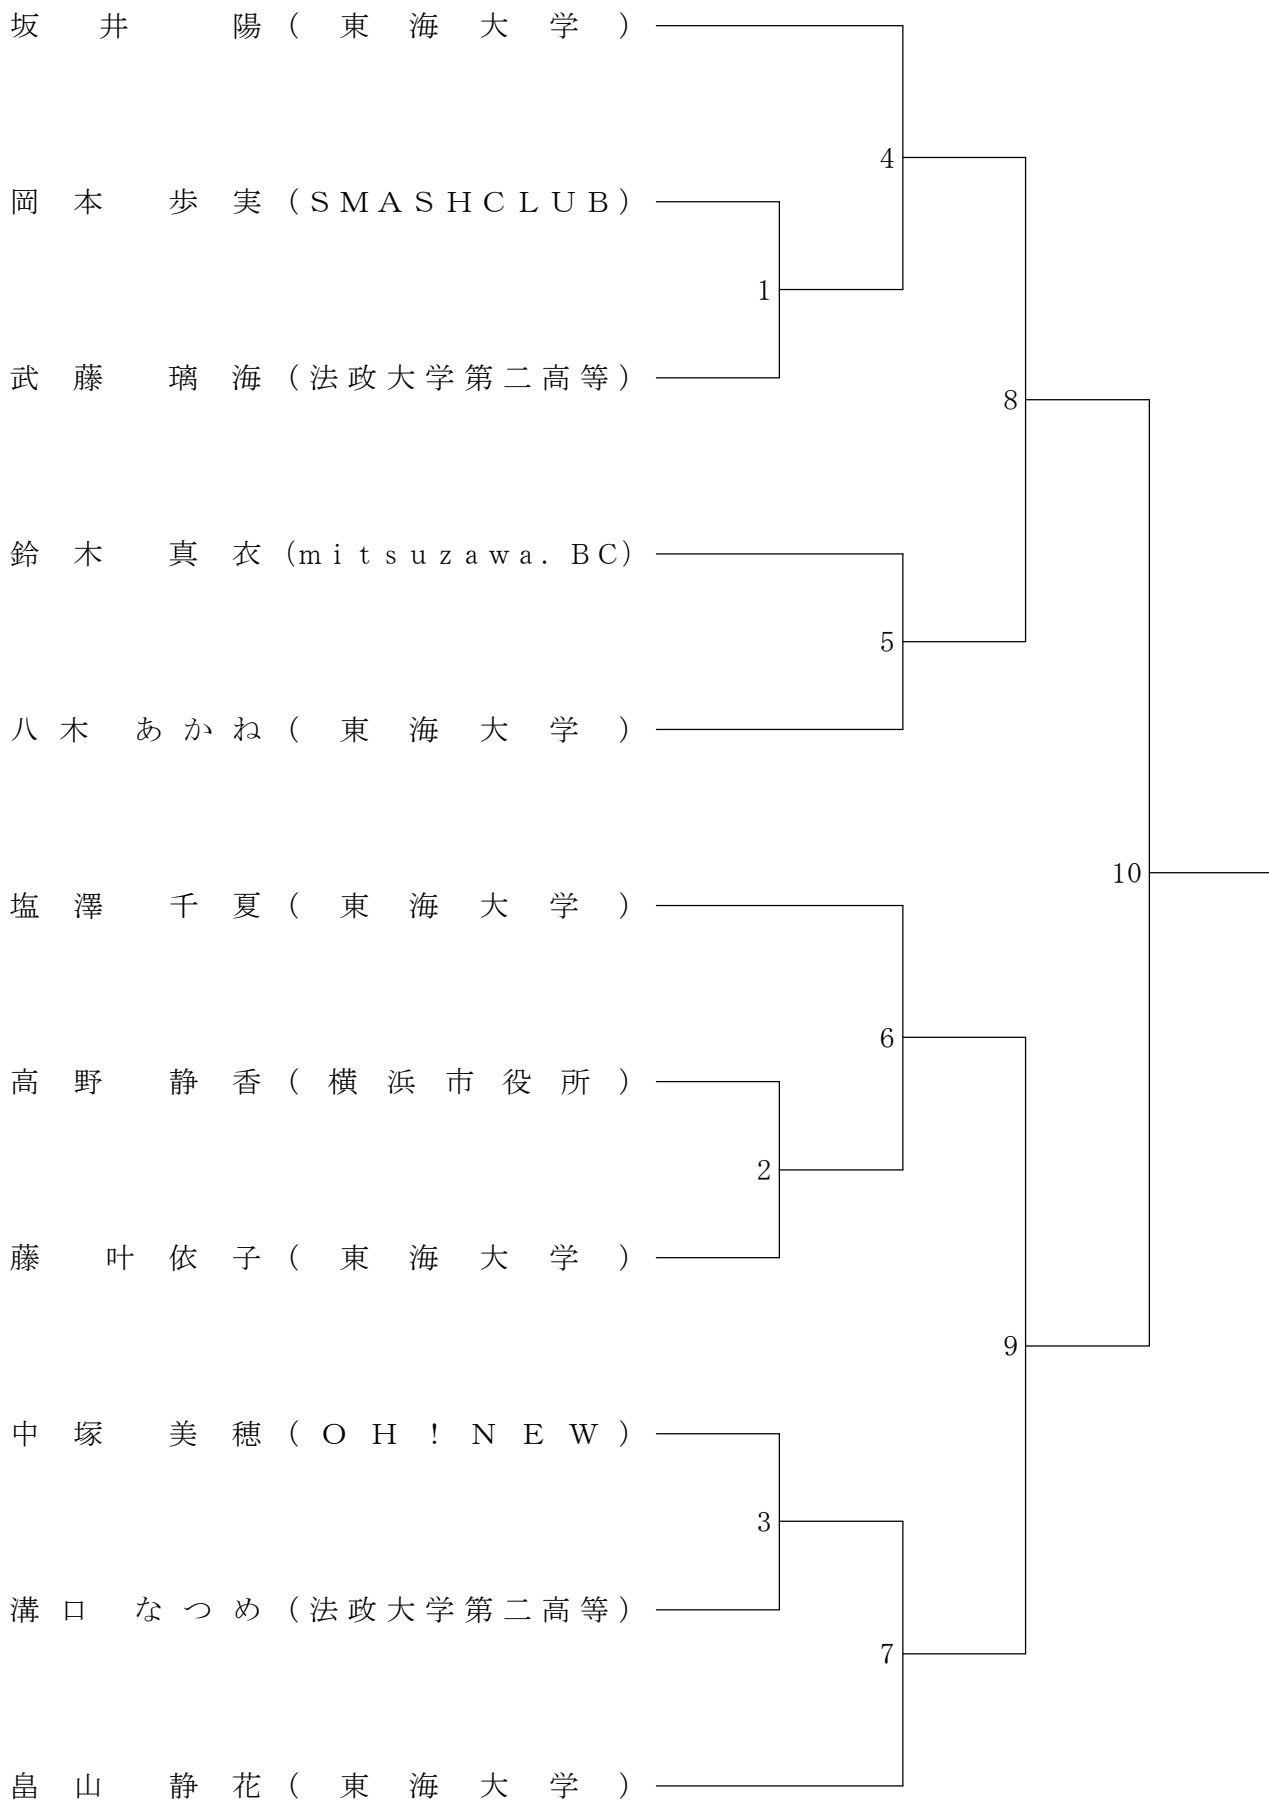 坂井 陽（東海大学）
4
岡本 歩実（ＳＭＡＳＨＣＬＵＢ）
1
武藤 璃海（法政大学第二高等）
8
鈴木 真衣（mitsuzawa. BC）
5
八木 あかね（東海大学）
10
塩澤 千夏（東海大学）
6
高野 静香（横浜市役所）
2
藤 叶依子（東海大学）
9
中塚 美穂（ＯＨ！ＮＥＷ）
3
溝口 なつめ（法政大学第二高等）
7
畠山 静花（東海大学）